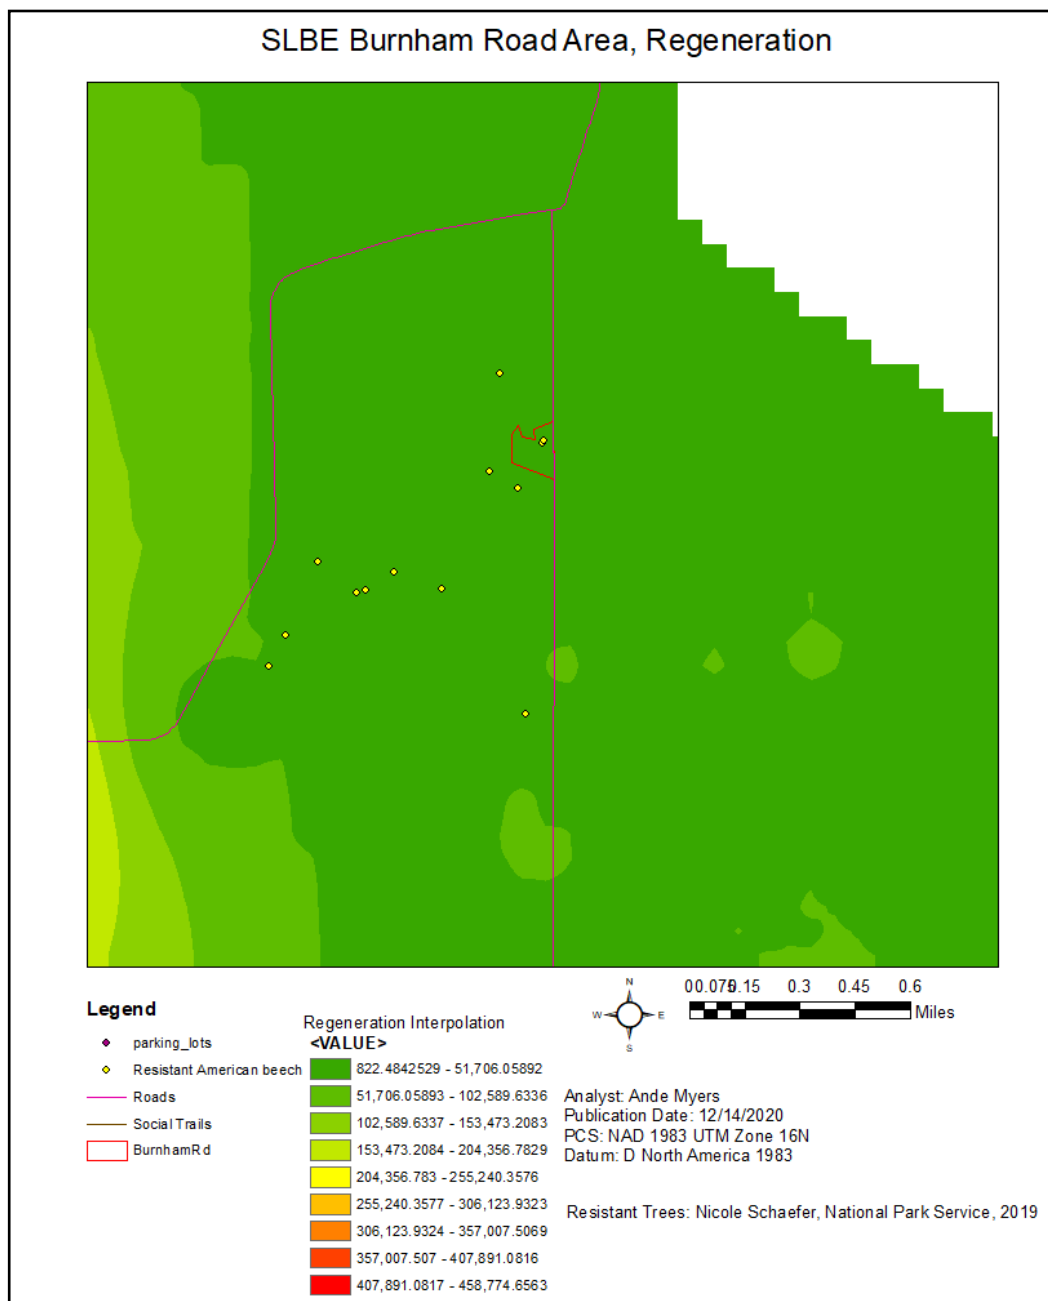 SLBE Burnham Road Area, Regeneration
N
W
E
S
0 0.075 0.15 0.3 0.45 0.6
Miles
Legend
parking_lots
Resistant American beech
Roads
Social Trails
BurnhamRd
Regeneration Interpolation
<VALUE>
822.4842529 - 51,706.05892
51,706.05893 - 102,589.6336
102,589.6337 - 153,473.2083
153,473.2084 - 204,356.7829
204,356.783 - 255,240.3576
255,240.3577 - 306,123.9323
306,123.9324 - 357,007.5069
357,007.507 - 407,891.0816
407,891.0817 - 458,774.6563
Analyst: Ande Myers
Publication Date: 12/14/2020
PCS: NAD 1983 UTM Zone 16N
Datum: D North America 1983
Resistant Trees: Nicole Schaefer, National Park Service, 2019